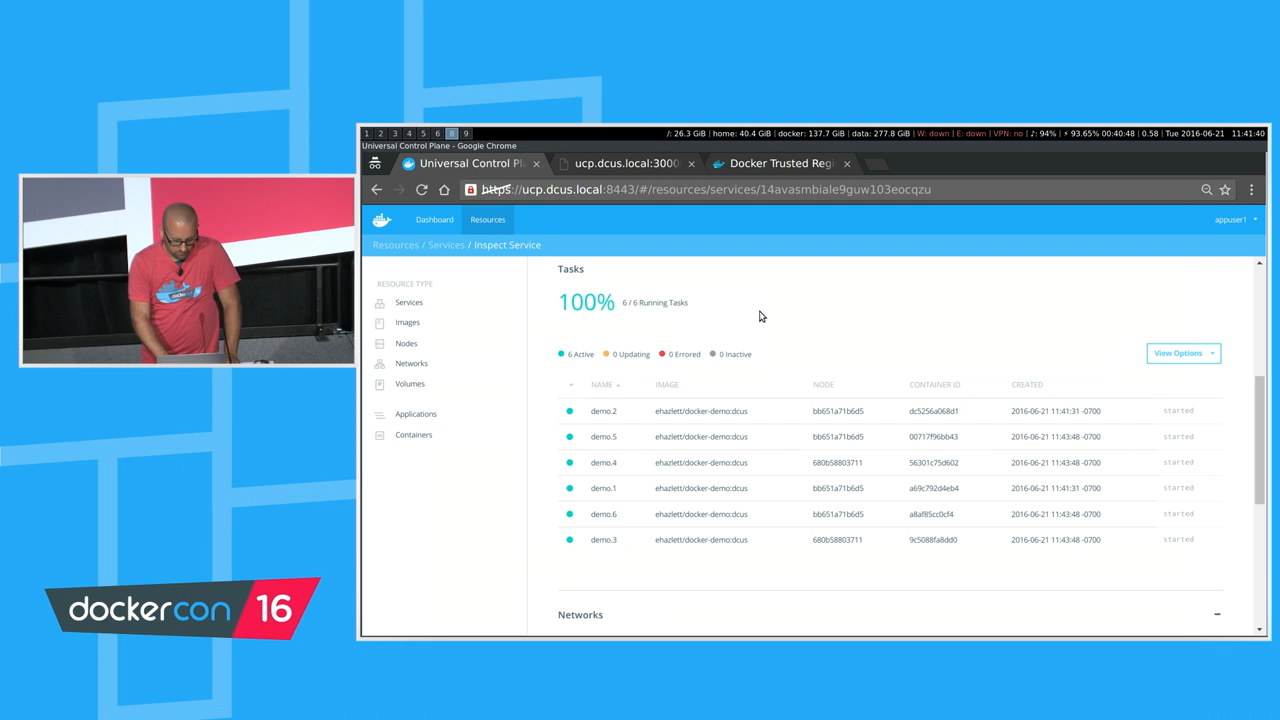 1 2 3 4 5 6 8 9
/: 26.3 GiB | home: 40.4 GiB | docker: 137.7 GiB | data: 277.8 GiB | W: down | E: down | VPN: no | ♪: 94% | ⚡ 93.65% 00:40:48 | 0.58 | Tue 2016-06-21 11:41:40
Universal Control Plane - Google Chrome
Universal Control Pl ucp.dcus.local:3000 Docker Trusted Regi
https://ucp.dcus.local:8443/#/resources/services/14avasmbiale9guw103eocqzu
Dashboard Resources appuser1
Resources / Services / Inspect Service
RESOURCE TYPE
Services
Images
Nodes
Networks
Volumes
Applications
Containers
Tasks
100% 6 / 6 Running Tasks
6 Active 0 Updating 0 Errored 0 Inactive View Options
NAME IMAGE NODE CONTAINER ID CREATED
demo.2 ehazlett/docker-demo:dcus bb651a71b6d5 dc5256a068d1 2016-06-21 11:41:31 -0700 started
demo.5 ehazlett/docker-demo:dcus bb651a71b6d5 00717f96bb43 2016-06-21 11:43:48 -0700 started
demo.4 ehazlett/docker-demo:dcus 680b58803711 56301c75d602 2016-06-21 11:43:48 -0700 started
demo.1 ehazlett/docker-demo:dcus bb651a71b6d5 a69c792d4eb4 2016-06-21 11:41:31 -0700 started
demo.6 ehazlett/docker-demo:dcus bb651a71b6d5 a8af85cc0cf4 2016-06-21 11:43:48 -0700 started
demo.3 ehazlett/docker-demo:dcus 680b58803711 9c5088fa8dd0 2016-06-21 11:43:48 -0700 started
Networks
dockercon 16